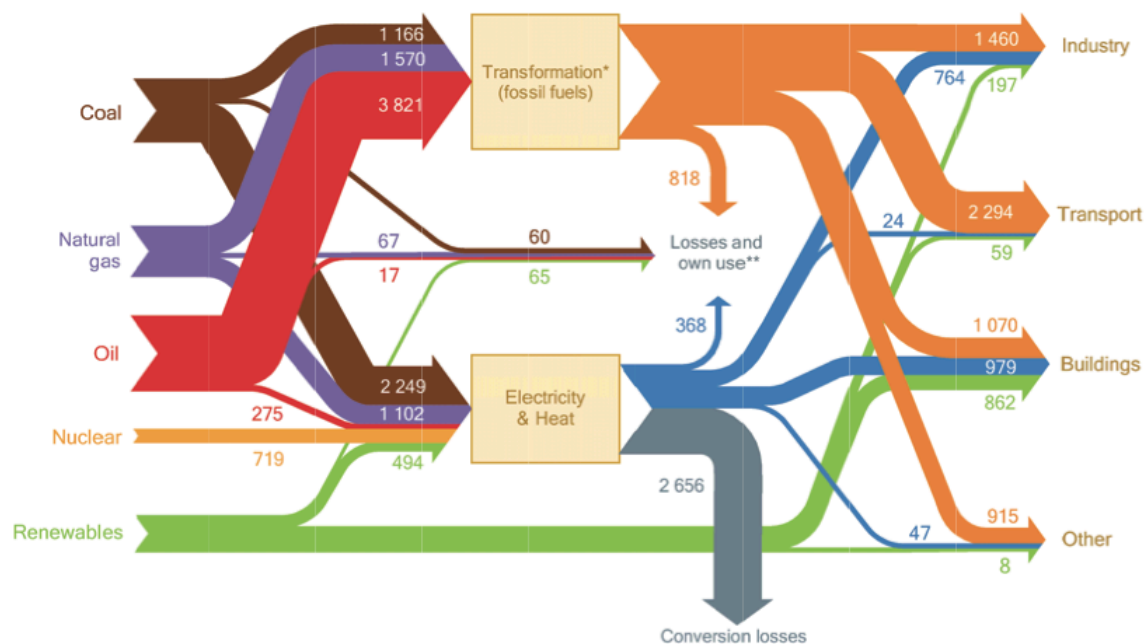 1 166
1 570
3 821
Transformation*
(fossil fuels)
1 460
764
197
Industry
Coal
818
Natural
gas
67
17
60
65
Losses and
own use**
24
2 294
59
Transport
Oil
368
1 070
979
862
Buildings
2 249
1 102
275
Electricity
& Heat
Nuclear
719
494
2 656
Renewables
47
915
8
Other
Conversion losses